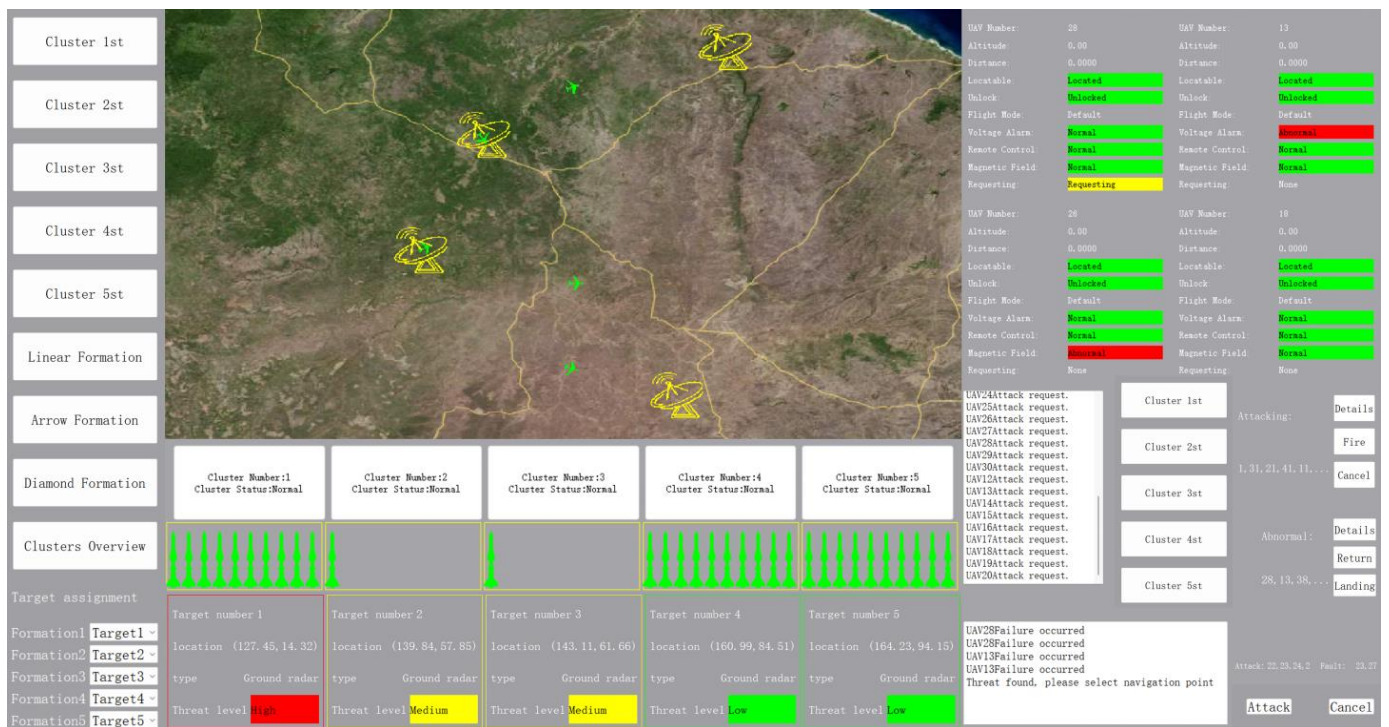 Cluster 1st
Cluster 2st
Cluster 3st
Cluster 4st
Cluster 5st
Linear Formation
Arrow Formation
Diamond Formation
Clusters Overview
Target assignment
Formation1 Target1
Formation2 Target2
Formation3 Target3
Formation4 Target4
Formation5 Target5
Cluster Number:1
Cluster Status:Normal
Cluster Number:2
Cluster Status:Normal
Cluster Number:3
Cluster Status:Normal
Cluster Number:4
Cluster Status:Normal
Cluster Number:5
Cluster Status:Normal
Target number 1
location (127.45,14.32)
type Ground radar
Threat level High
Target number 2
location (139.84,57.85)
type Ground radar
Threat level Medium
Target number 3
location (143.11,61.66)
type Ground radar
Threat level Medium
Target number 4
location (160.99,84.51)
type Ground radar
Threat level Low
Target number 5
location (164.23,94.15)
type Ground radar
Threat level Low
UAV Number: 28 UAV Number: 13
Altitude: 0.00 Altitude: 0.00
Distance: 0.0000 Distance: 0.0000
Locatable: Located Locatable: Located
Unlock: Unlocked Unlock: Unlocked
Flight Mode: Default Flight Mode: Default
Voltage Alarm: Normal Voltage Alarm: Abnormal
Remote Control: Normal Remote Control: Normal
Magnetic Field: Normal Magnetic Field: Normal
Requesting: Requesting Requesting: None
UAV Number: 28 UAV Number: 18
Altitude: 0.00 Altitude: 0.00
Distance: 0.0000 Distance: 0.0000
Locatable: Located Locatable: Located
Unlock: Unlocked Unlock: Unlocked
Flight Mode: Default Flight Mode: Default
Voltage Alarm: Normal Voltage Alarm: Normal
Remote Control: Normal Remote Control: Normal
Magnetic Field: Abnormal Magnetic Field: Normal
Requesting: None Requesting: None
UAV24Attack request.
UAV25Attack request.
UAV26Attack request.
UAV27Attack request.
UAV28Attack request.
UAV29Attack request.
UAV30Attack request.
UAV12Attack request.
UAV13Attack request.
UAV14Attack request.
UAV15Attack request.
UAV16Attack request.
UAV17Attack request.
UAV18Attack request.
UAV19Attack request.
UAV20Attack request.
Cluster 1st
Cluster 2st
Cluster 3st
Cluster 4st
Cluster 5st
Attacking:
1,31,21,41,11,...
Details
Fire
Cancel
Abnormal:
28,13,38,...
Details
Return
Landing
UAV28Failure occurred
UAV28Failure occurred
UAV13Failure occurred
UAV13Failure occurred
Threat found, please select navigation point
Attack: 22,23,24,2 Fault: 23,27
Attack Cancel